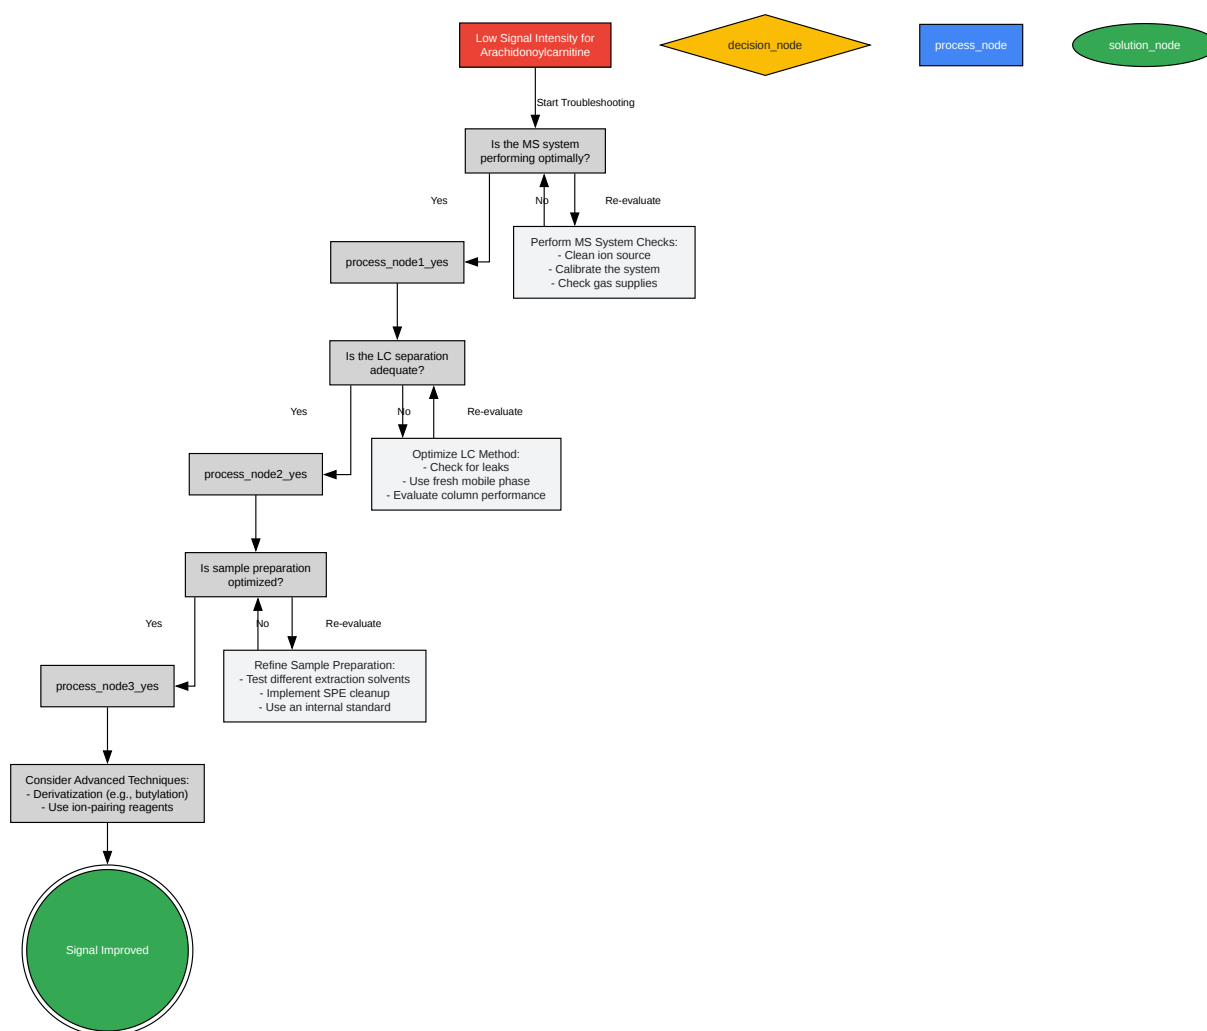 Low Signal Intensity for
Arachidonoylcarnitine
decision_node
process_node
solution_node
Start Troubleshooting
Is the MS system
performing optimally?
Yes
No
Re-evaluate
Perform MS System Checks:
- Clean ion source
- Calibrate the system
- Check gas supplies
process_node1_yes
Is the LC separation
adequate?
Yes
No
Re-evaluate
Optimize LC Method:
- Check for leaks
- Use fresh mobile phase
- Evaluate column performance
process_node2_yes
Is sample preparation
optimized?
Yes
No
Re-evaluate
Refine Sample Preparation:
- Test different extraction solvents
- Implement SPE cleanup
- Use an internal standard
process_node3_yes
Consider Advanced Techniques:
- Derivatization (e.g., butylation)
- Use ion-pairing reagents
Signal Improved